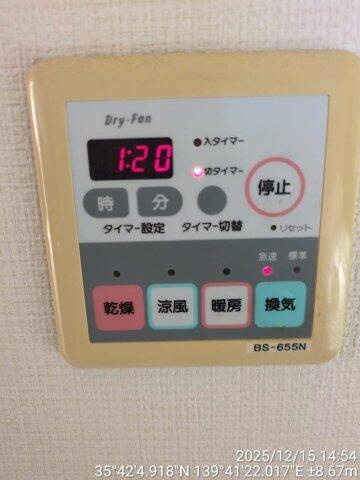 Dry-Fan
1:20
入タイマー
切タイマー
停止
時 分
タイマー設定 タイマー切替
リセット
急速 標準
乾燥 涼風 暖房 換気
BS-655N
2025/12/15 14:54
35°42'4.918"N 139°41'22.017"E ±8.67m